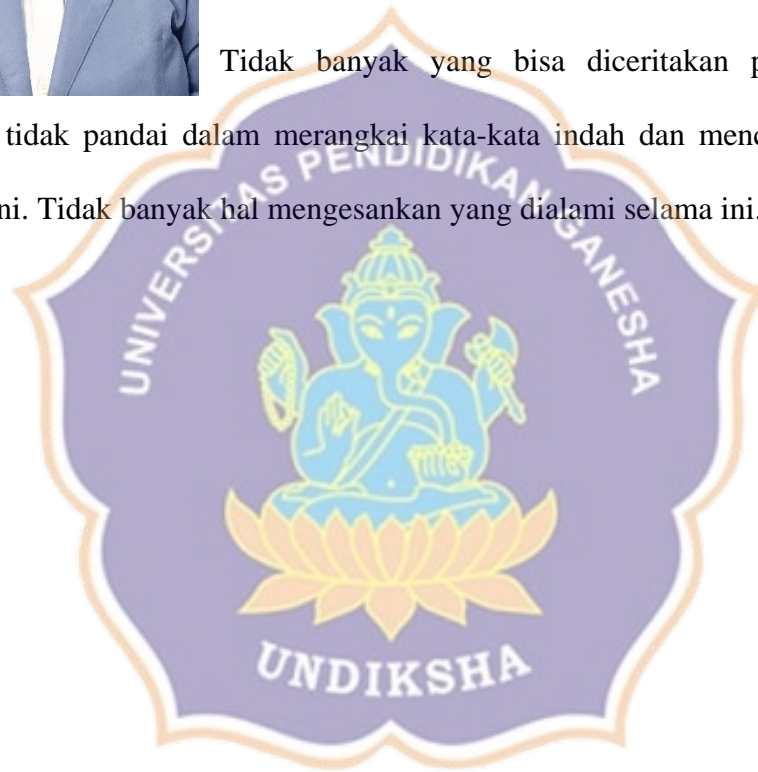 Tidak banyak yang bisa diceritakan
tidak pandai dalam merangkai kata-kata indah dan
Tidak banyak hal mengesankan yang dialami selama ini.
UNIVERSITAS PENDIDIKAN GANESHA
UNDIKSHA